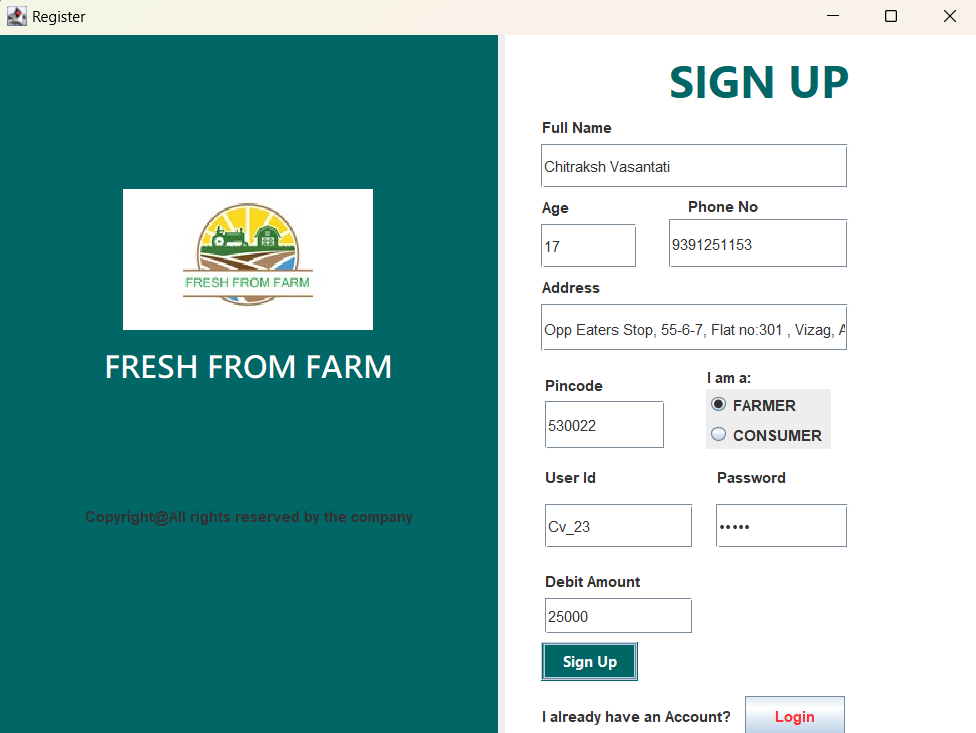 Register
SIGN UP
Full Name
Chitraksh Vasantati
Age
Phone No
17
9391251153
Address
Opp Eaters Stop, 55-6-7, Flat no:301 , Vizag, A
Pincode
I am a:
530022
FARMER
CONSUMER
User Id
Password
Cv_23
•••••
Debit Amount
25000
Sign Up
I already have an Account?
Login
FRESH FROM FARM
FRESH FROM FARM
Copyright@All rights reserved by the company